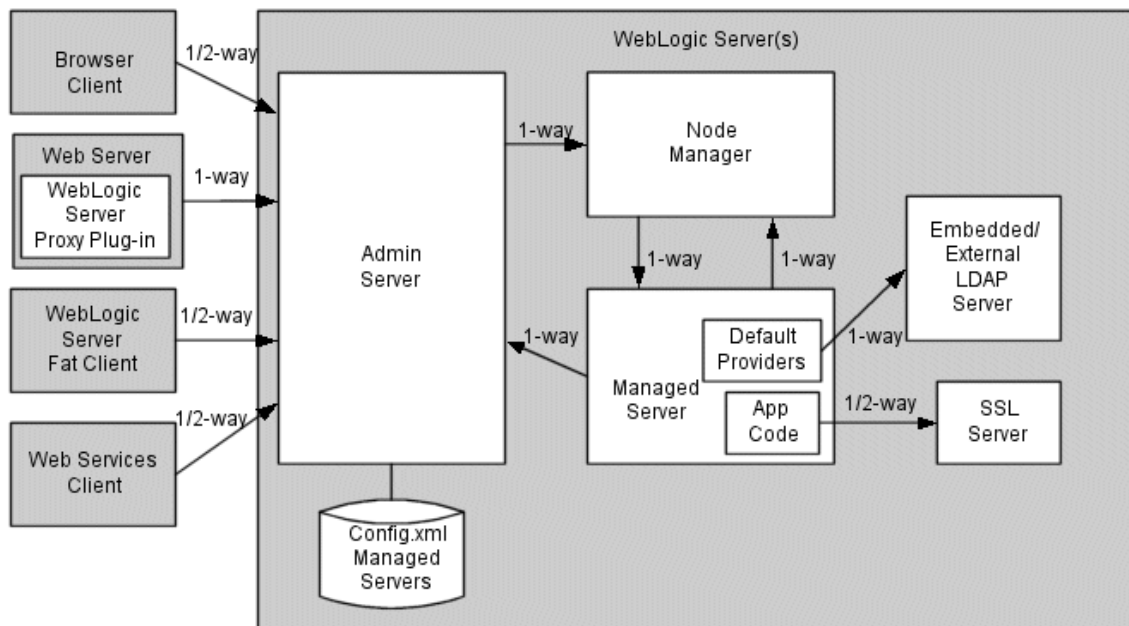 WebLogic Server(s)
Browser
Client
1/2-way
Web Server
WebLogic
Server
Proxy Plug-in
1-way
WebLogic
Server
Fat Client
1/2-way
Web Services
Client
1/2-way
Admin
Server
Config.xml
Managed
Servers
1-way
Node
Manager
1-way
1-way
1-way
Managed
Server
Default
Providers
App
Code
1-way
Embedded/
External
LDAP
Server
1/2-way
SSL
Server